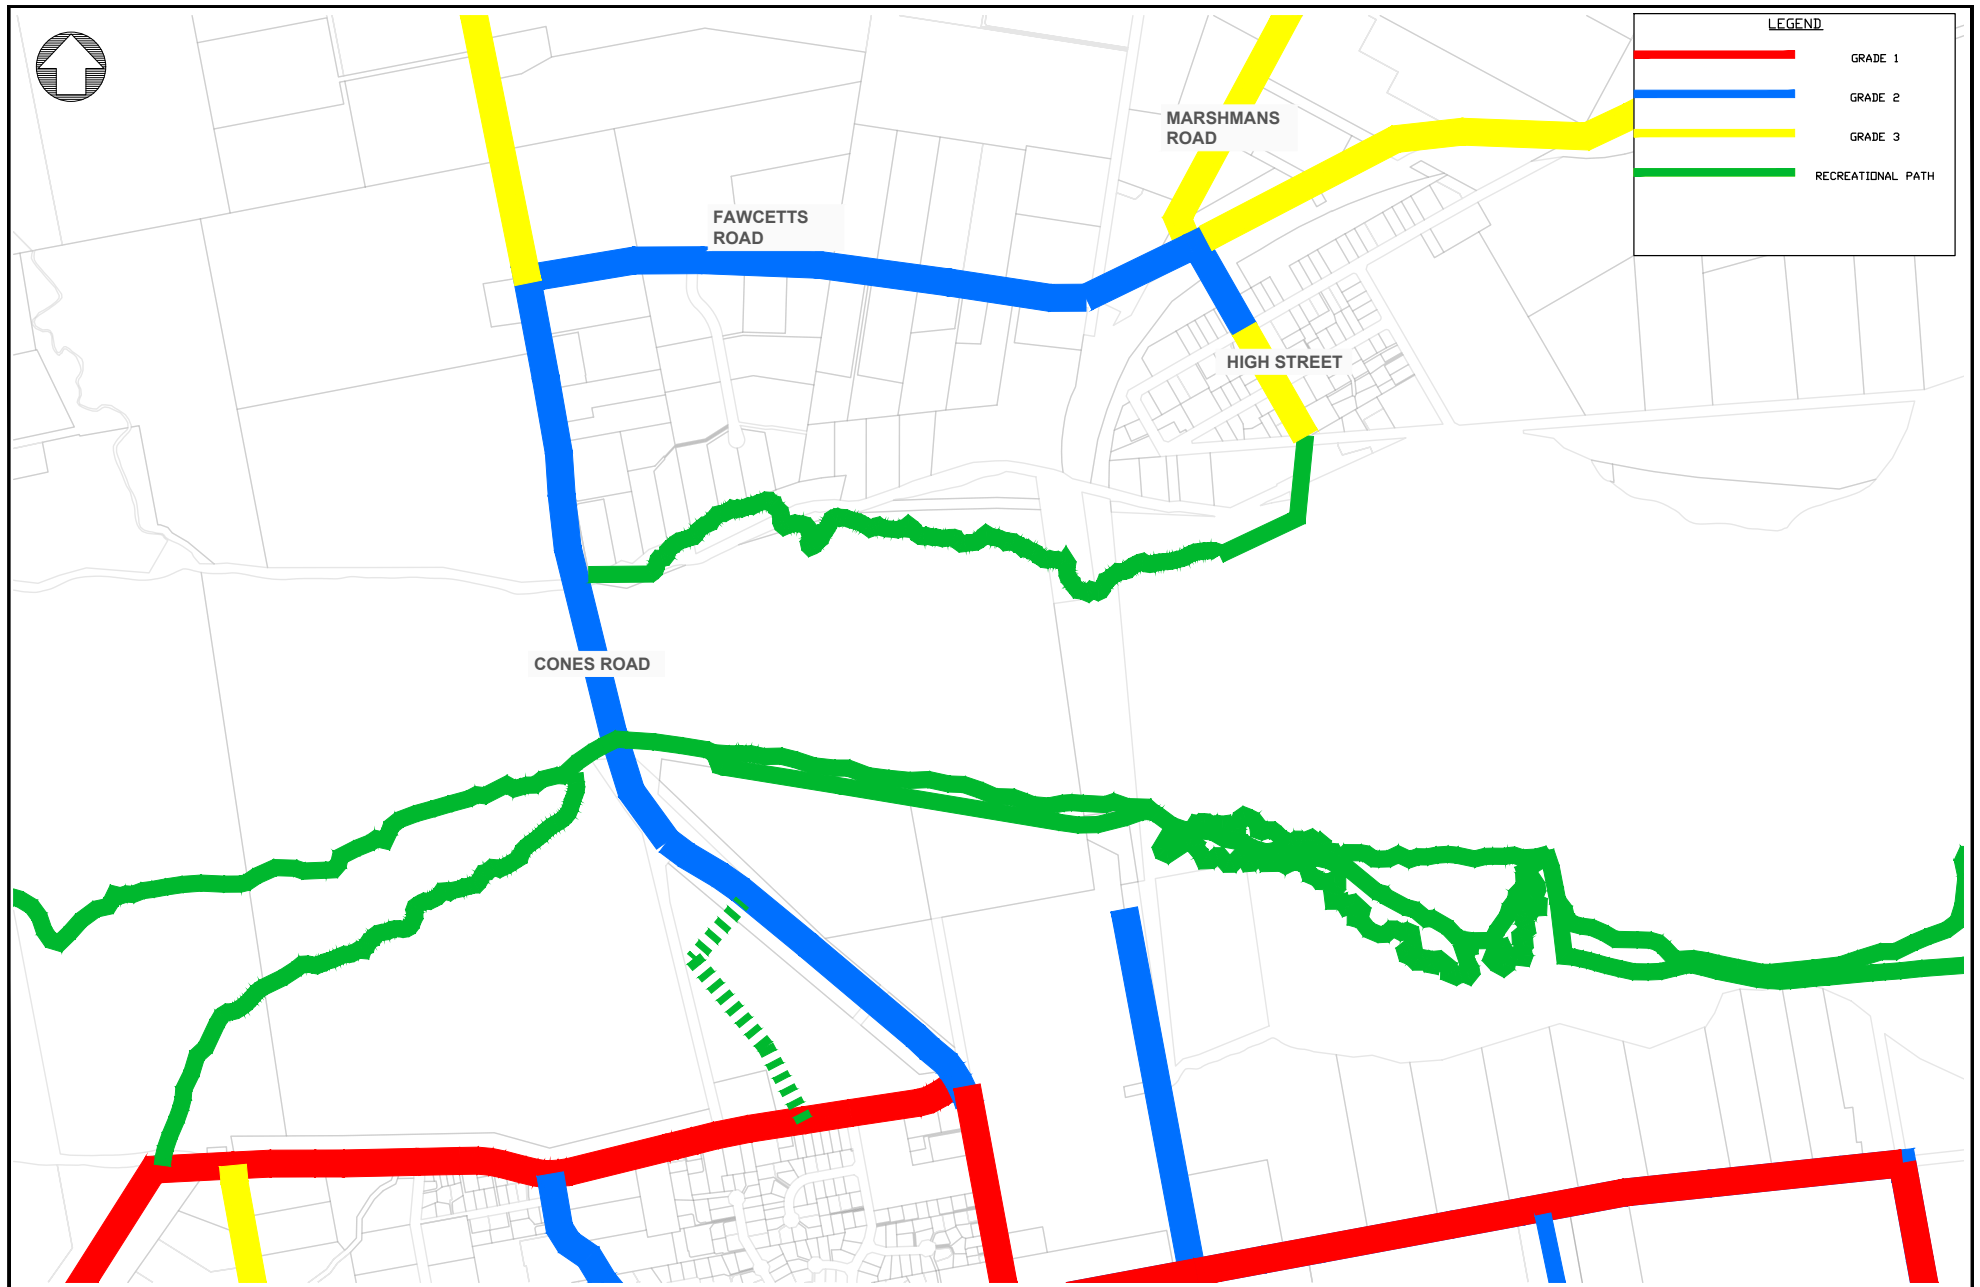 LEGEND
GRADE 1
GRADE 2
GRADE 3
RECREATIONAL PATH
MARSHMANS
ROAD
FAWCETTS
ROAD
HIGH STREET
CONES ROAD